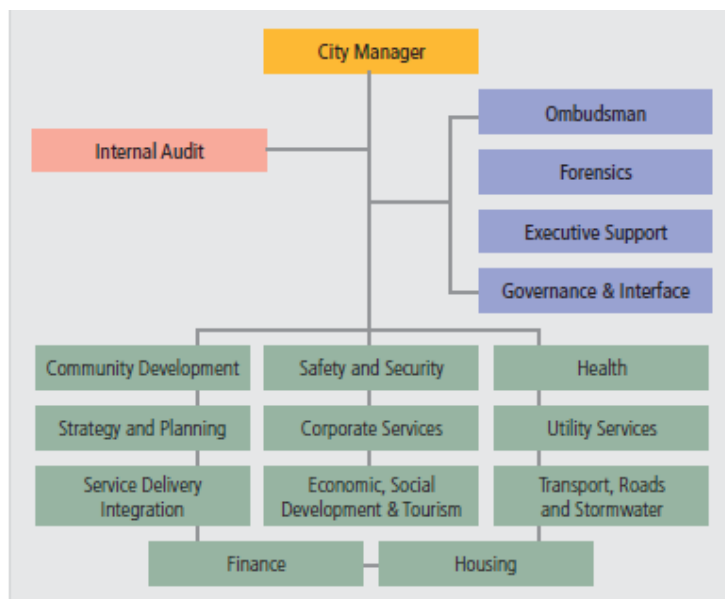 City Manager
Ombudsman
Internal Audit
Forensics
Executive Support
Governance & Interface
Community Development
Safety and Security
Health
Strategy and Planning
Corporate Services
Utility Services
Service Delivery
Integration
Economic, Social
Development & Tourism
Transport, Roads
and Stormwater
Finance
Housing